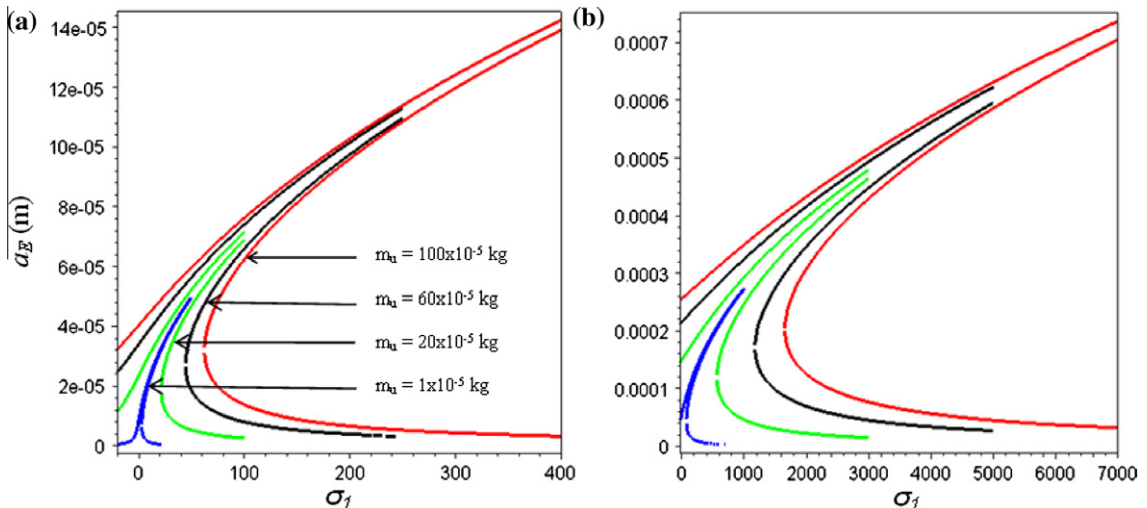 (a)
14e-05
12e-05
10e-05
8e-05
6e-05
4e-05
2e-05
0
a_E (m)
m_u = 100x10^-5 kg
m_u = 60x10^-5 kg
m_u = 20x10^-5 kg
m_u = 1x10^-5 kg
0 100 200 300 400
σ_1
(b)
0.0007
0.0006
0.0005
0.0004
0.0003
0.0002
0.0001
0
0 1000 2000 3000 4000 5000 6000 7000
σ_1